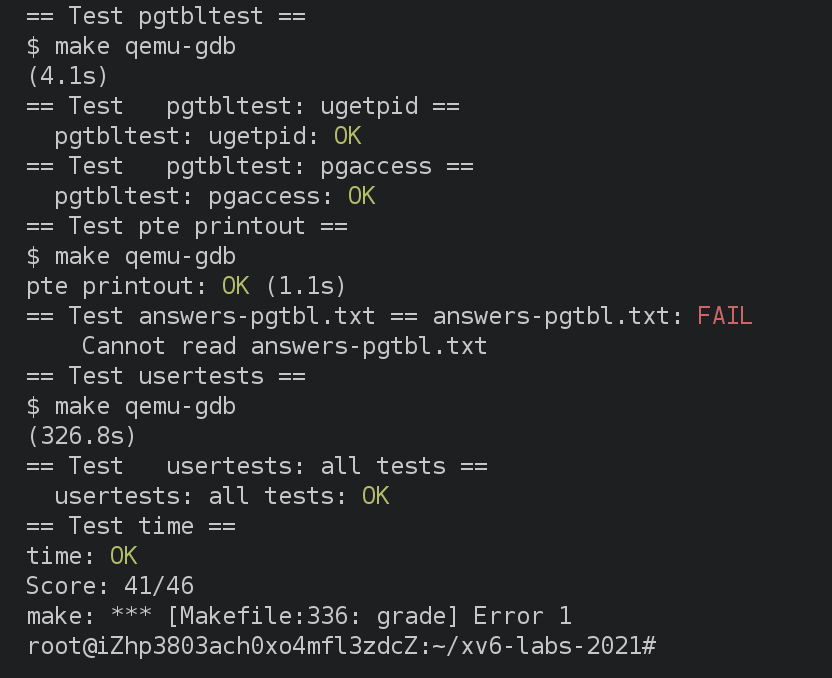 == Test pgtbltest ==
$ make qemu-gdb
(4.1s)
== Test   pgtbltest: ugetpid ==
  pgtbltest: ugetpid: OK
== Test   pgtbltest: pgaccess ==
  pgtbltest: pgaccess: OK
== Test pte printout ==
$ make qemu-gdb
pte printout: OK (1.1s)
== Test answers-pgtbl.txt == answers-pgtbl.txt: FAIL
    Cannot read answers-pgtbl.txt
== Test usertests ==
$ make qemu-gdb
(326.8s)
== Test   usertests: all tests ==
  usertests: all tests: OK
== Test time ==
time: OK
Score: 41/46
make: *** [Makefile:336: grade] Error 1
root@iZhp3803ach0xo4mfl3zdcZ:~/xv6-labs-2021#